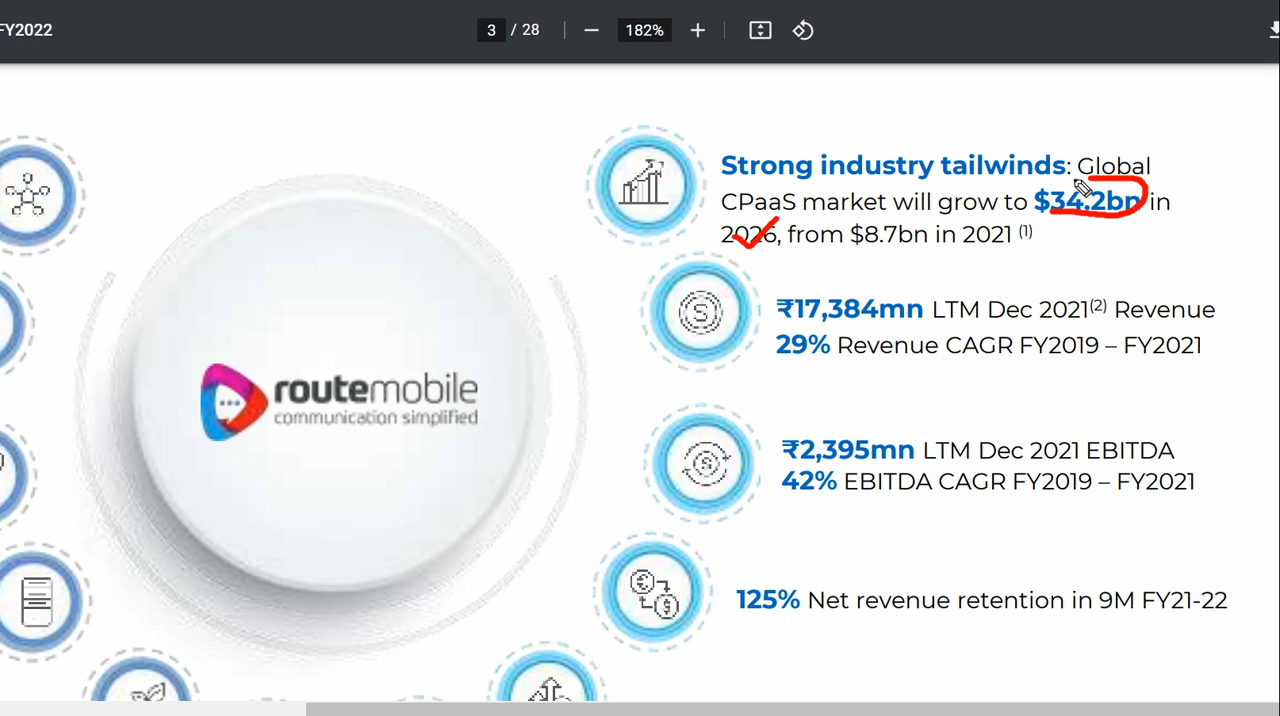 FY2022
3 / 28
182%
Strong industry tailwinds: Global
CPaaS market will grow to $34.2bn in
2026, from $8.7bn in 2021 (1)
₹17,384mn LTM Dec 2021(2) Revenue
29% Revenue CAGR FY2019 – FY2021
routemobile
communication simplified
₹2,395mn LTM Dec 2021 EBITDA
42% EBITDA CAGR FY2019 – FY2021
125% Net revenue retention in 9M FY21-22